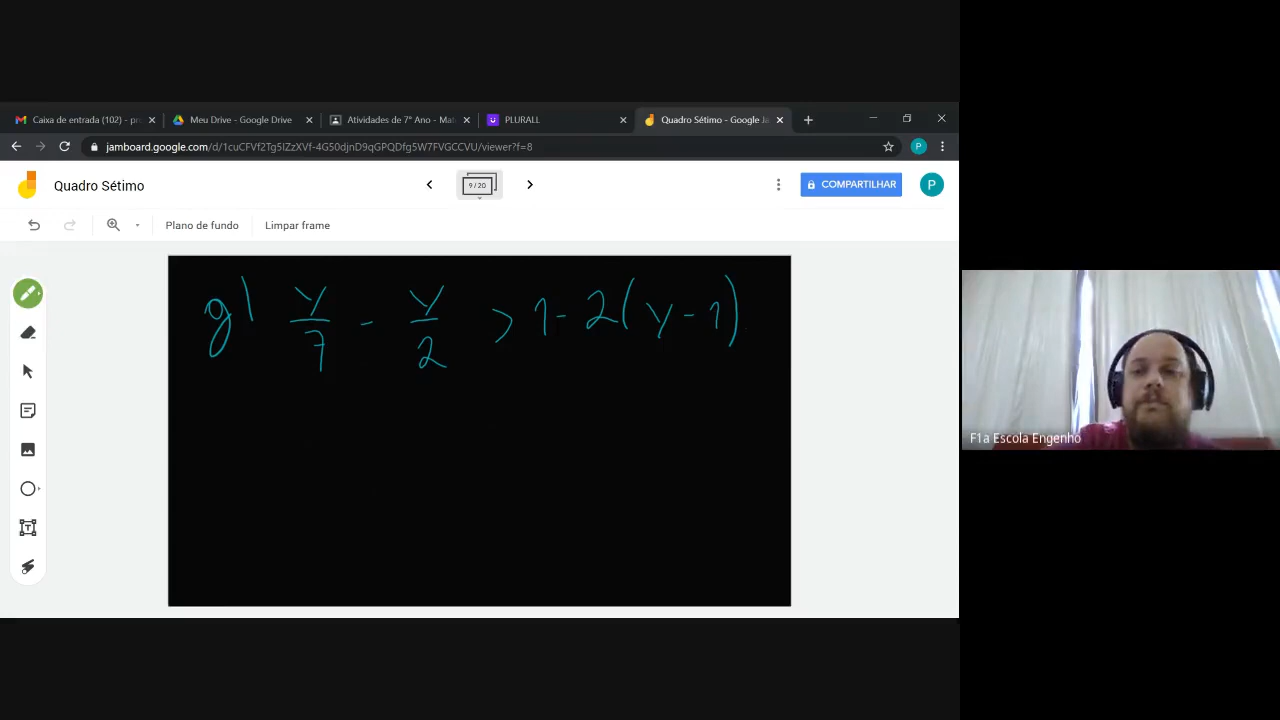 Caixa de entrada (102) - pr
Meu Drive - Google Drive
Atividades de 7º Ano - Mate
PLURALL
Quadro Sétimo - Google Ja
jamboard.google.com/d/1cuCFVf2Tg5IZzXVf-4G50djnD9qGPQDfg5W7FVGCCVU/viewer?f=8
P
Quadro Sétimo
9 / 20
COMPARTILHAR
P
Plano de fundo
Limpar frame
g) y/7 - y/2 > 1 - 2(y - 1)
F1a Escola Engenho